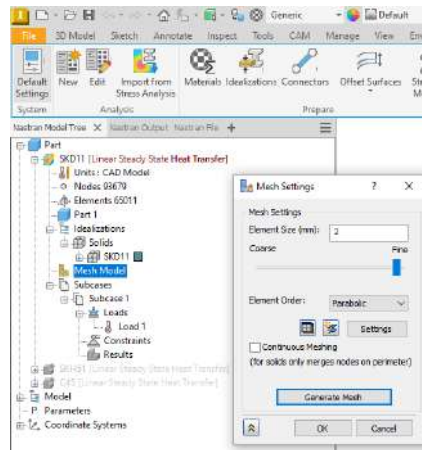 Generic
Default
File 3D Model Sketch Annotate Inspect Tools CAM Manage View
Default Settings
New
Edit
Import from Stress Analysis
Materials
Idealizations
Connectors
Offset Surfaces
System
Analysis
Prepare
Nastran Model Tree X Nastran Output Nastran File +
Part
SKD11 [Linear Steady State Heat Transfer]
Units : CAD Model
Nodes 93679
Elements 65011
Part 1
Idealizations
Solids
SKD11
Mesh Model
Subcases
Subcase 1
Loads
Load 1
Constraints
Results
[Linear Steady State Heat Transfer]
[Linear Steady State Heat Transfer]
Model
P Parameters
Coordinate Systems
Mesh Settings ? X
Mesh Settings
Element Size (mm): 2
Coarse Fine
Element Order: Parabolic
Settings
Continuous Meshing
(for solids only merges nodes on perimeter)
Generate Mesh
OK Cancel